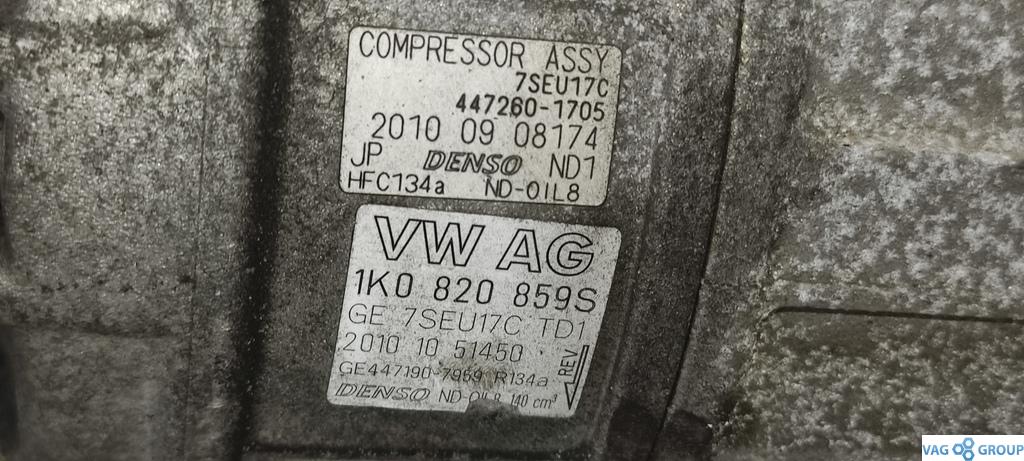 COMPRESSOR ASSY
7SEU17C
447260-1705
2010 09 08174
JP DENSO ND1
HFC134a ND-OIL8
VW AG
1K0 820 859S
GE 7SEU17C TD1
2010 10 51450
GE447190-7959 R134a
REV
DENSO ND-OIL8 140 cm³
VAG GROUP